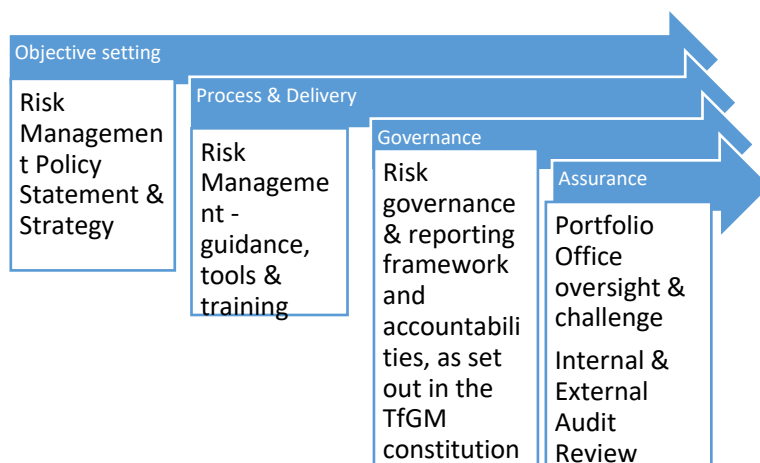 Objective setting
Risk
Managemen
t Policy
Statement &
Strategy
Process & Delivery
Risk
Manageme
nt -
guidance,
tools &
training
Governance
Risk
governance
& reporting
framework
and
accountabili
ties, as set
out in the
TfGM
constitution
Assurance
Portfolio
Office
oversight &
challenge
Internal &
External
Audit
Review